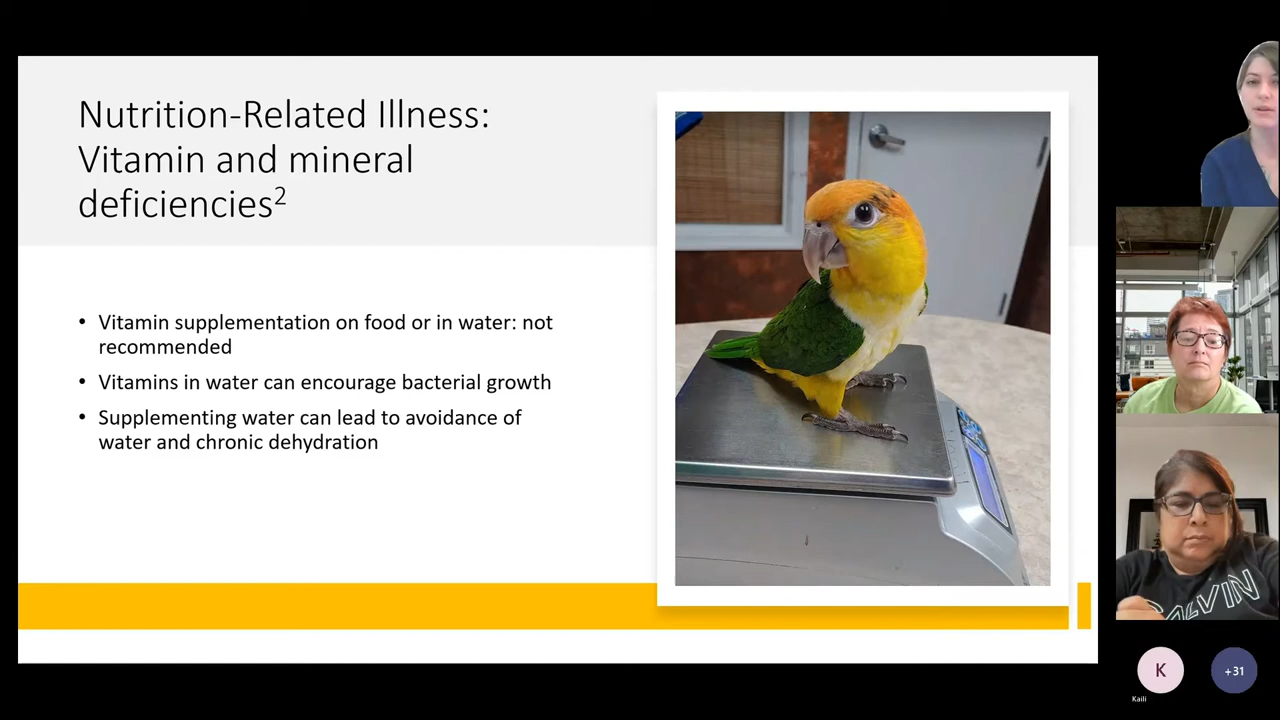 Nutrition-Related Illness:
Vitamin and mineral
deficiencies²
• Vitamin supplementation on food or in water: not
recommended
• Vitamins in water can encourage bacterial growth
• Supplementing water can lead to avoidance of
water and chronic dehydration
CALVIN
K
+31
Kaili